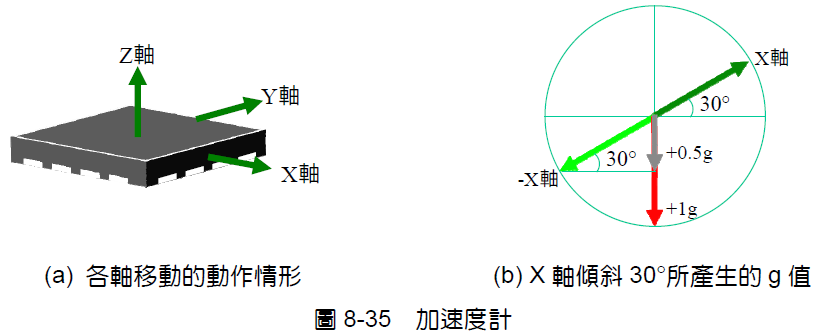 Z軸
Y軸
X軸
X軸
30°
30°
+0.5g
-X軸
+1g
(a) 各軸移動的動作情形
(b) X 軸傾斜 30°所產生的 g 值
圖 8-35 加速度計